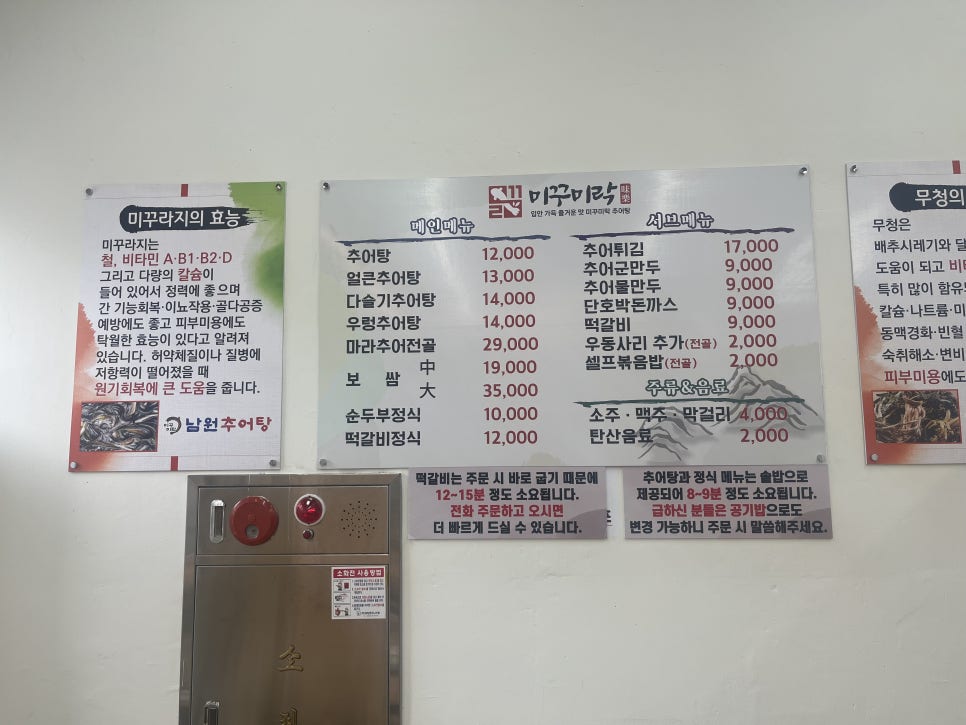 미꾸라지의 효능
미꾸라지는
철, 비타민 A·B1·B2·D
그리고 다량의 칼슘이
들어 있어서 정력에 좋으며
간 기능회복·이뇨작용·골다공증
예방에도 좋고 피부미용에도
탁월한 효능이 있다고 알려져
있습니다. 허약체질이나 질병에
저항력이 떨어졌을 때
원기회복에 큰 도움을 줍니다.
남원추어탕
미꾸미락 味樂
입안 가득 즐거운 맛 미꾸미락 추어탕
메인메뉴
추어탕 12,000
얼큰추어탕 13,000
다슬기추어탕 14,000
우렁추어탕 14,000
마라추어전골 29,000
보 쌈 中 19,000
大 35,000
순두부정식 10,000
떡갈비정식 12,000
서브메뉴
추어튀김 17,000
추어군만두 9,000
추어물만두 9,000
단호박돈까스 9,000
떡갈비 9,000
우동사리 추가(전골) 2,000
셀프볶음밥(전골) 2,000
주류&음료
소주·맥주·막걸리 4,000
탄산음료 2,000
떡갈비는 주문 시 바로 굽기 때문에
12~15분 정도 소요됩니다.
전화 주문하고 오시면
더 빠르게 드실 수 있습니다.
추어탕과 정식 메뉴는 솥밥으로
제공되어 8~9분 정도 소요됩니다.
급하신 분들은 공기밥으로도
변경 가능하니 주문 시 말씀해주세요.
무청의
무청은
배추시레기와 달
도움이 되고 비타
특히 많이 함유
칼슘·나트륨·미
동맥경화·빈혈
숙취해소·변비
피부미용에도
소화전 사용방법
소